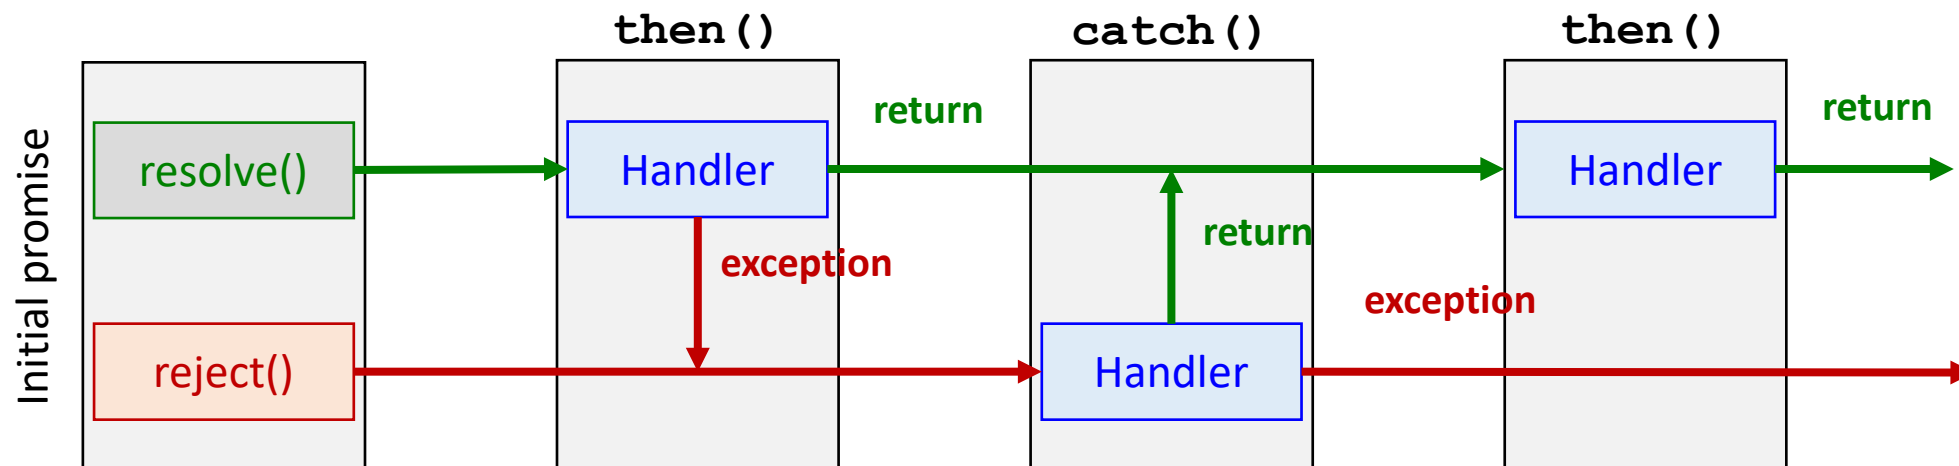 then()
catch()
then()
Initial promise
resolve()
Handler
return
Handler
return
exception
return
exception
reject()
Handler